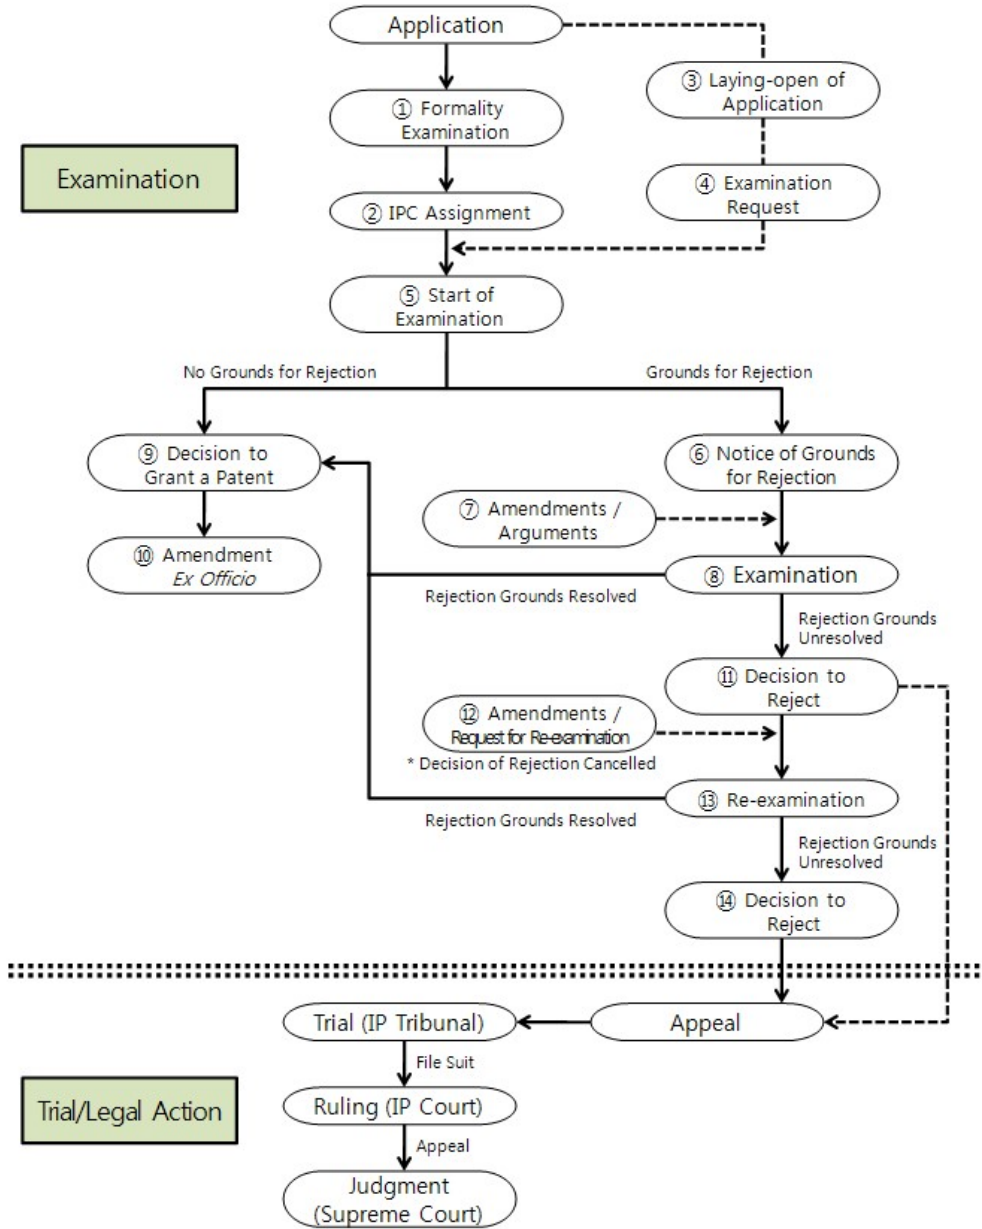 Application
③ Laying-open of
Application
① Formality
Examination
Examination
④ Examination
Request
② IPC Assignment
⑤ Start of
Examination
No Grounds for Rejection
Grounds for Rejection
⑨ Decision to
Grant a Patent
⑥ Notice of Grounds
for Rejection
⑦ Amendments /
Arguments
⑩ Amendment
Ex Officio
⑧ Examination
Rejection Grounds Resolved
Rejection Grounds
Unresolved
⑪ Decision to
Reject
⑫ Amendments /
Request for Re-examination
* Decision of Rejection Cancelled
⑬ Re-examination
Rejection Grounds Resolved
Rejection Grounds
Unresolved
⑭ Decision to
Reject
Trial (IP Tribunal)
Appeal
File Suit
Trial/Legal Action
Ruling (IP Court)
Appeal
Judgment
(Supreme Court)